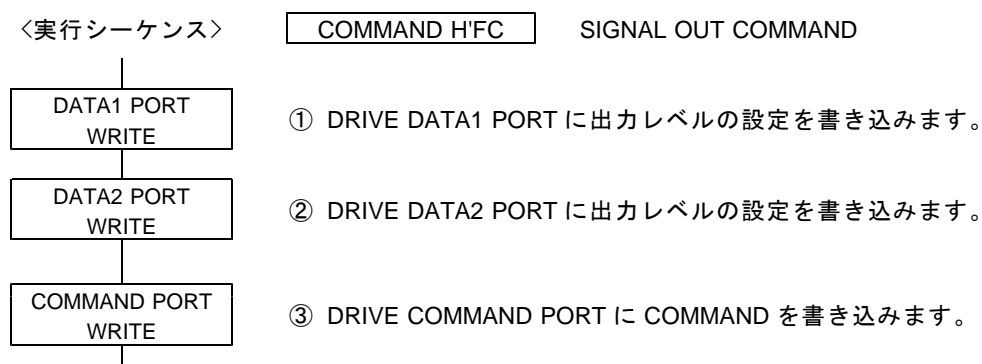 〈実行シーケンス〉 COMMAND H'FC SIGNAL OUT COMMAND
DATA1 PORT
WRITE
① DRIVE DATA1 PORT に出力レベルの設定を書き込みます。
DATA2 PORT
WRITE
② DRIVE DATA2 PORT に出力レベルの設定を書き込みます。
COMMAND PORT
WRITE
③ DRIVE COMMAND PORT に COMMAND を書き込みます。